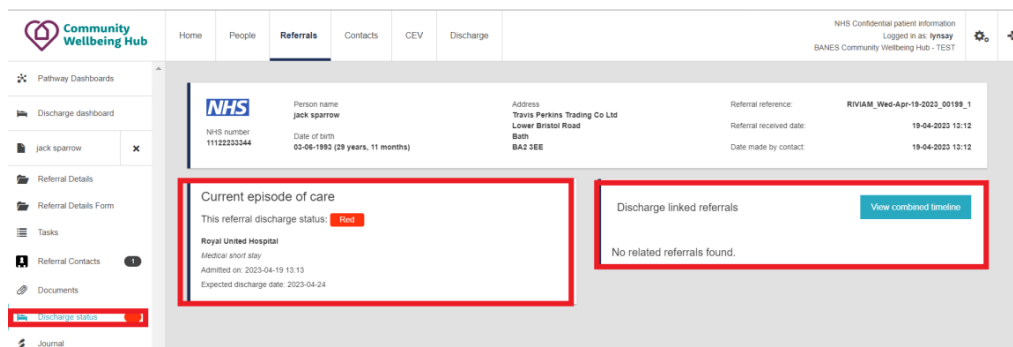 Community
Wellbeing Hub
Home People Referrals Contacts CEV Discharge
NHS Confidential patient information
Logged in as: lynsay
BANES Community Wellbeing Hub - TEST
Pathway Dashboards
Discharge dashboard
jack sparrow ×
Referral Details
Referral Details Form
Tasks
Referral Contacts 1
Documents
Discharge status
Journal
NHS
NHS number
11122233344
Person name
jack sparrow
Date of birth
03-06-1993 (29 years, 11 months)
Address
Travis Perkins Trading Co Ltd
Lower Bristol Road
Bath
BA2 3EE
Referral reference: RIVIAM_Wed-Apr-19-2023_00199_1
Referral received date: 19-04-2023 13:12
Date made by contact: 19-04-2023 13:12
Current episode of care
This referral discharge status: Red
Royal United Hospital
Medical short stay
Admitted on: 2023-04-19 13:13
Expected discharge date: 2023-04-24
Discharge linked referrals
View combined timeline
No related referrals found.